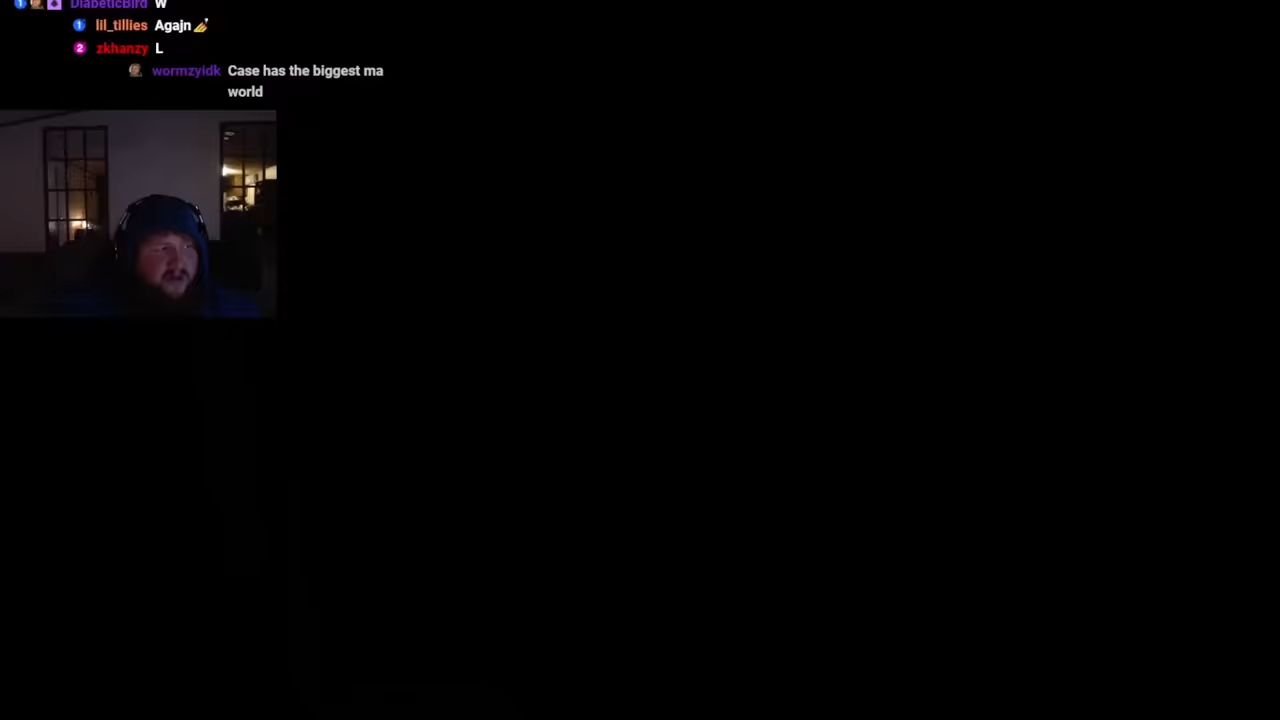 DiabeticBird W
lil_tillies Agajn
zkhanzy L
wormzyidk Case has the biggest ma
world